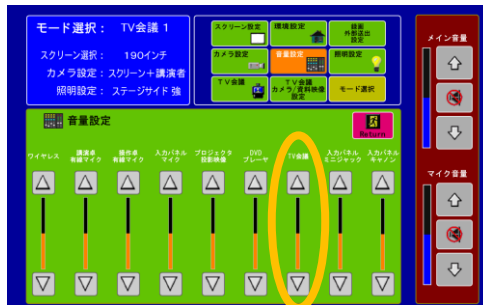 モード選択： TV会議 1
スクリーン選択： 190インチ
カメラ設定： スクリーン＋講演者
照明設定： ステージサイド 強
スクリーン設定
環境設定
録画
外部送出
設定
カメラ設定
音量設定
照明設定
TV会議
TV会議
カメラ/資料映像
設定
モード選択
メイン音量
マイク音量
音量設定
Return
ワイヤレス
講演者
有線マイク
操作者
有線マイク
入力パネル
マイク
プロジェクタ
投影映像
DVD
プレーヤ
TV会議
入力パネル
ミニジャック
入力パネル
キャノン